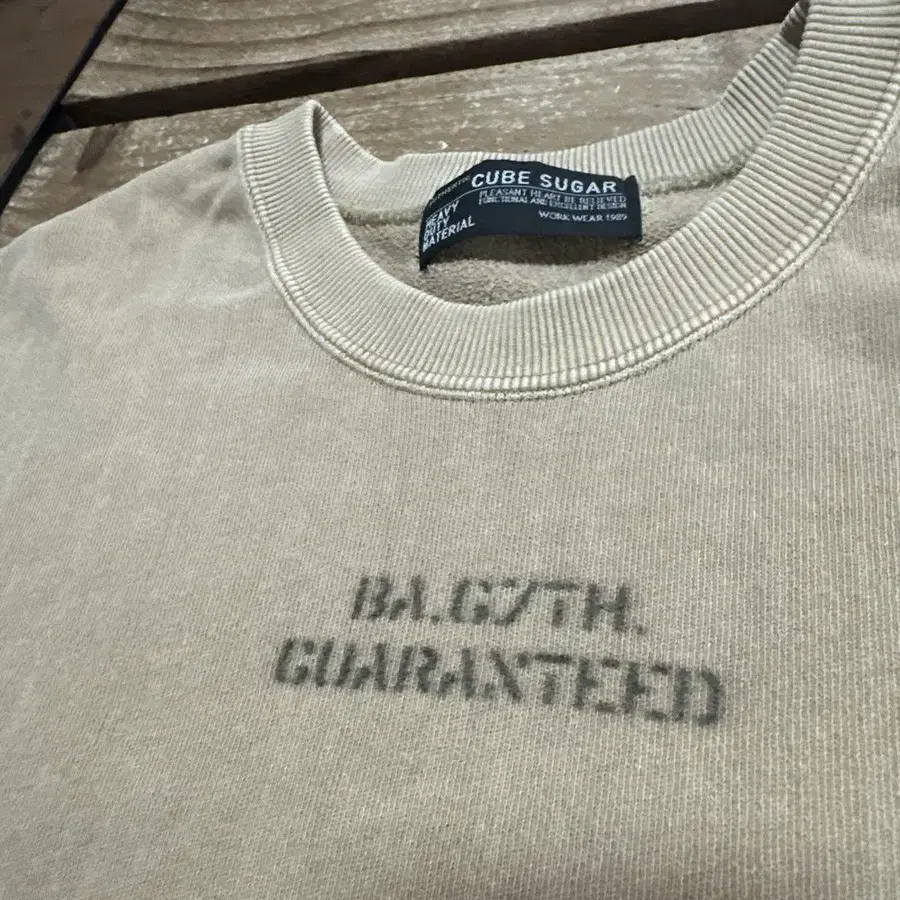 AUTHENTIC CUBE SUGAR
PLEASANT HEART BE RELIEVED
FUNCTIONAL AND EXCELLENT DESIGN
HEAVY
DUTY
MATERIAL
WORK WEAR 1989
BA.G7TH.
GUARANTEED